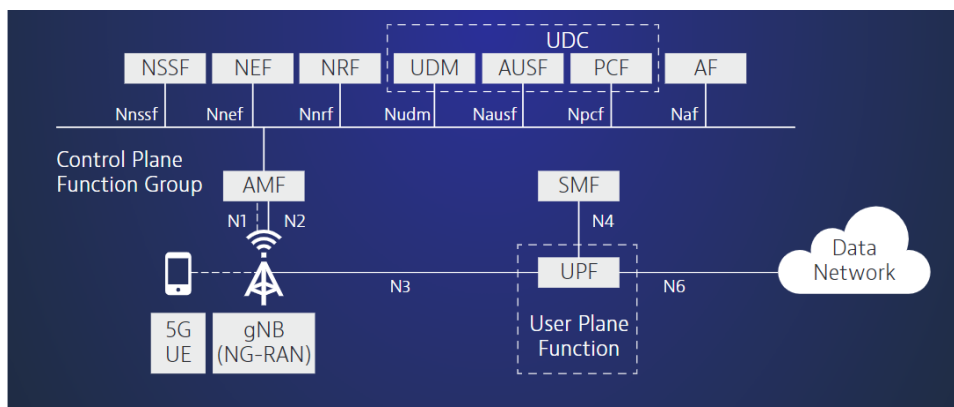 UDC
NSSF
NEF
NRF
UDM
AUSF
PCF
AF
Nnssf
Nnef
Nnrf
Nudm
Nausf
Npcf
Naf
Control Plane
Function Group
AMF
SMF
N1
N2
N4
UPF
Data
Network
N3
N6
5G
UE
gNB
(NG-RAN)
User Plane
Function